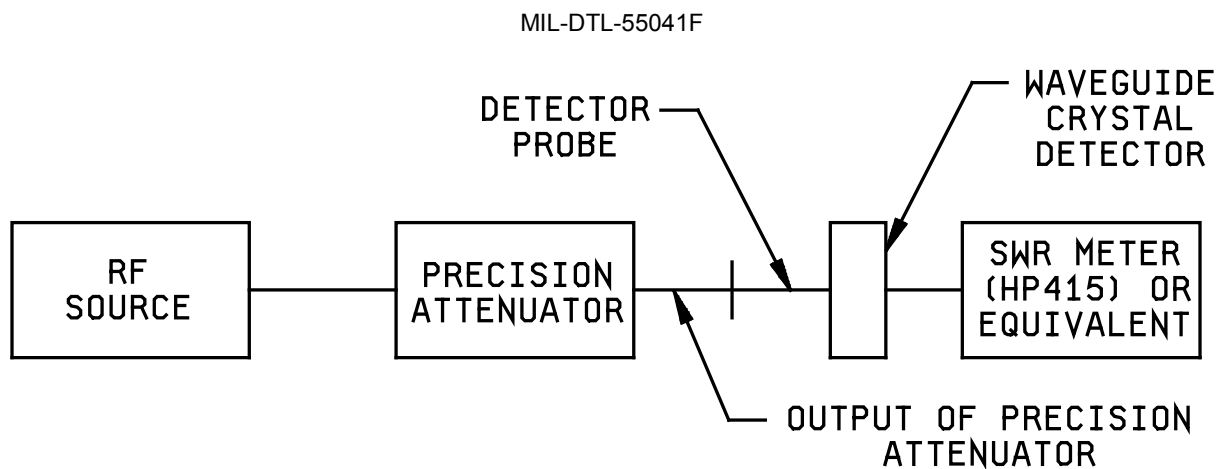 MIL-DTL-55041F
DETECTOR
PROBE
WAVEGUIDE
CRYSTAL
DETECTOR
RF
SOURCE
PRECISION
ATTENUATOR
SWR METER
(HP415) OR
EQUIVALENT
OUTPUT OF PRECISION
ATTENUATOR